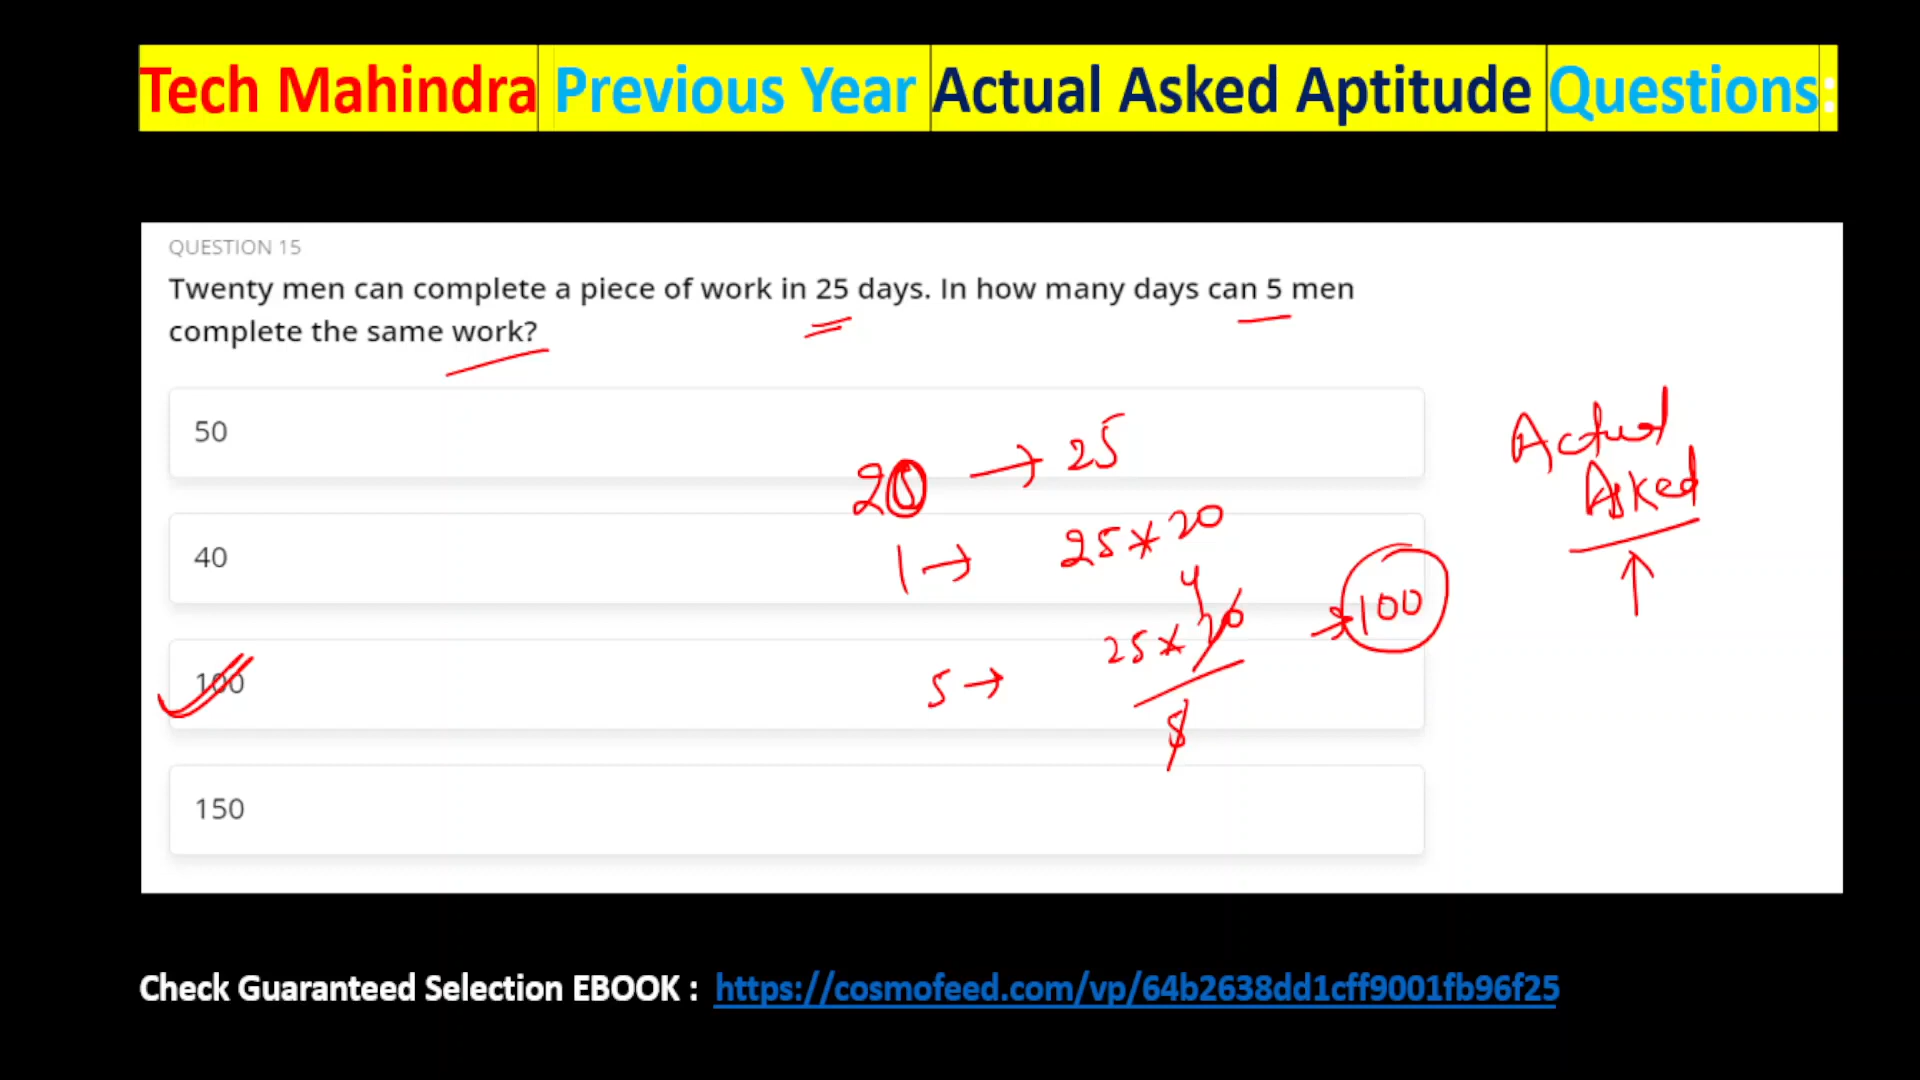 Tech Mahindra Previous Year Actual Asked Aptitude Questions:
QUESTION 15
Twenty men can complete a piece of work in 25 days. In how many days can 5 men
complete the same work?
50
40
100
150
20 → 25
1 → 25 * 20
5 → 25 * 20 4
5
→ 100
Actual
Asked
Check Guaranteed Selection EBOOK : https://cosmofeed.com/vp/64b2638dd1cff9001fb96f25